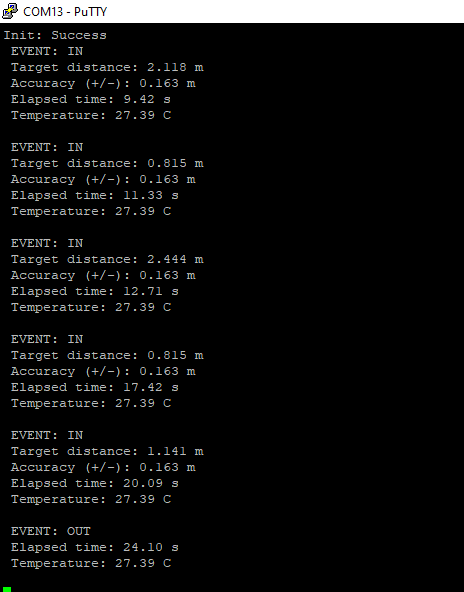 COM13 - PuTTY
Init: Success
EVENT: IN
Target distance: 2.118 m
Accuracy (+/-): 0.163 m
Elapsed time: 9.42 s
Temperature: 27.39 C
EVENT: IN
Target distance: 0.815 m
Accuracy (+/-): 0.163 m
Elapsed time: 11.33 s
Temperature: 27.39 C
EVENT: IN
Target distance: 2.444 m
Accuracy (+/-): 0.163 m
Elapsed time: 12.71 s
Temperature: 27.39 C
EVENT: IN
Target distance: 0.815 m
Accuracy (+/-): 0.163 m
Elapsed time: 17.42 s
Temperature: 27.39 C
EVENT: IN
Target distance: 1.141 m
Accuracy (+/-): 0.163 m
Elapsed time: 20.09 s
Temperature: 27.39 C
EVENT: OUT
Elapsed time: 24.10 s
Temperature: 27.39 C